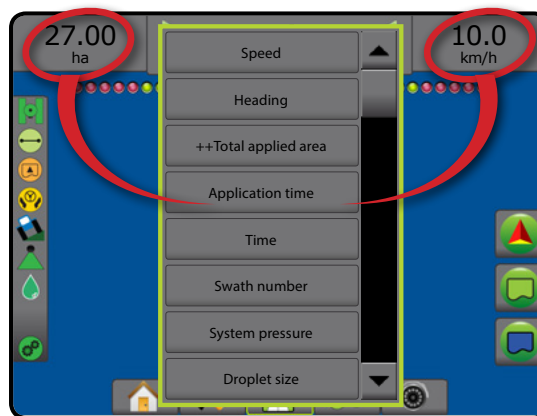 27.00
ha
10.0
km/h
Speed
Heading
++Total applied area
Application time
Time
Swath number
System pressure
Droplet size